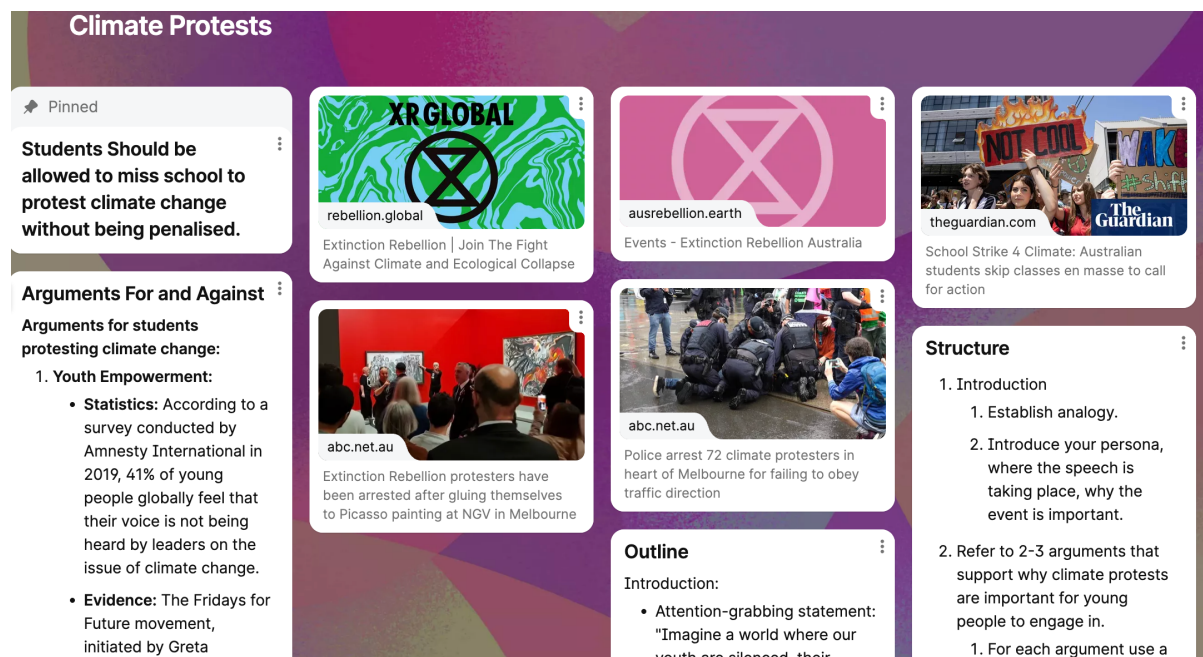 Climate Protests
Pinned
Students Should be
allowed to miss school to
protest climate change
without being penalised.
Arguments For and Against
Arguments for students
protesting climate change:
1. Youth Empowerment:
• Statistics: According to a
survey conducted by
Amnesty International in
2019, 41% of young
people globally feel that
their voice is not being
heard by leaders on the
issue of climate change.
• Evidence: The Fridays for
Future movement,
initiated by Greta
XR GLOBAL
rebellion.global
Extinction Rebellion | Join The Fight
Against Climate and Ecological Collapse
abc.net.au
Extinction Rebellion protesters have
been arrested after gluing themselves
to Picasso painting at NGV in Melbourne
ausrebellion.earth
Events - Extinction Rebellion Australia
abc.net.au
Police arrest 72 climate protesters in
heart of Melbourne for failing to obey
traffic direction
Outline
Introduction:
• Attention-grabbing statement:
"Imagine a world where our
youth are silenced, their
NOT COOL
WAKE
#shift
theguardian.com
The
Guardian
School Strike 4 Climate: Australian
students skip classes en masse to call
for action
Structure
1. Introduction
1. Establish analogy.
2. Introduce your persona,
where the speech is
taking place, why the
event is important.
2. Refer to 2-3 arguments that
support why climate protests
are important for young
people to engage in.
1. For each argument use a